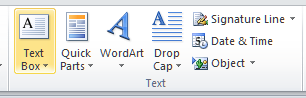 Text Box
Quick Parts
WordArt
Drop Cap
Signature Line
Date & Time
Object
Text